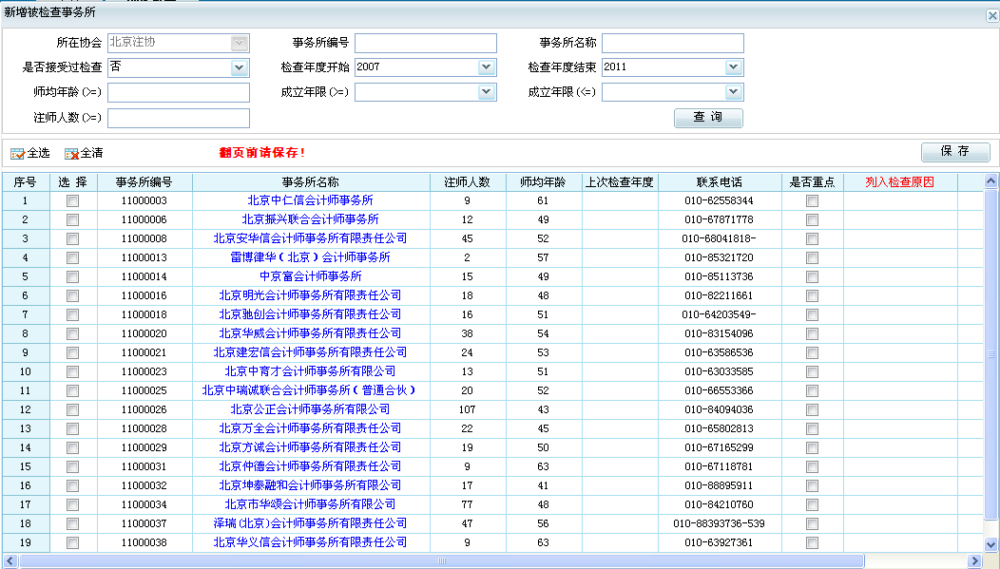 新增被检查事务所
所在协会 北京注协 事务所编号 事务所名称
是否接受过检查 否 检查年度开始 2007 检查年度结束 2011
师均年龄(>=) 成立年限(>=) 成立年限(<=)
注师人数(>=) 查 询
全选 全清 翻页前请保存! 保 存
序号 选 择 事务所编号 事务所名称 注师人数 师均年龄 上次检查年度 联系电话 是否重点 列入检查原因
1 11000003 北京中仁信会计师事务所 9 61 010-62558344
2 11000006 北京振兴联合会计师事务所 12 49 010-67871778
3 11000008 北京安华信会计师事务所有限责任公司 45 52 010-68041818-
4 11000013 雷博律华(北京)会计师事务所 2 57 010-85321720
5 11000014 中京富会计师事务所 15 49 010-85113736
6 11000016 北京明光会计师事务所有限责任公司 18 48 010-82211661
7 11000018 北京驰创会计师事务所有限责任公司 16 51 010-64203549-
8 11000020 北京华威会计师事务所有限责任公司 38 54 010-83154096
9 11000021 北京建宏信会计师事务所有限责任公司 24 53 010-63586536
10 11000023 北京中育才会计师事务所有限公司 13 51 010-63033585
11 11000025 北京中瑞诚联合会计师事务所(普通合伙) 20 52 010-66553366
12 11000026 北京公正会计师事务所有限公司 107 43 010-84094036
13 11000028 北京万全会计师事务所有限责任公司 22 45 010-65802813
14 11000029 北京方诚会计师事务所有限责任公司 19 50 010-67165299
15 11000031 北京仲德会计师事务所有限责任公司 9 63 010-67118781
16 11000032 北京坤泰融和会计师事务所有限公司 17 41 010-88895911
17 11000034 北京市华颂会计师事务所有限公司 77 48 010-84210760
18 11000037 泽瑞(北京)会计师事务所有限责任公司 47 56 010-88393736-539
19 11000038 北京华义信会计师事务所有限责任公司 9 63 010-63927361